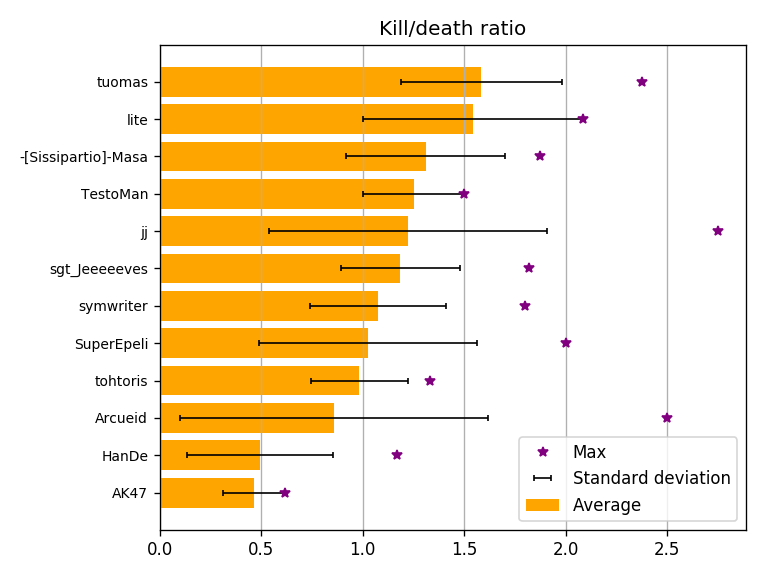 Kill/death ratio
tuomas
lite
-[Sissipartio]-Masa
TestoMan
jj
sgt_Jeeeeeves
symwriter
SuperEpeli
tohtoris
Arcueid
HanDe
AK47
Max
Standard deviation
Average
0.0 0.5 1.0 1.5 2.0 2.5